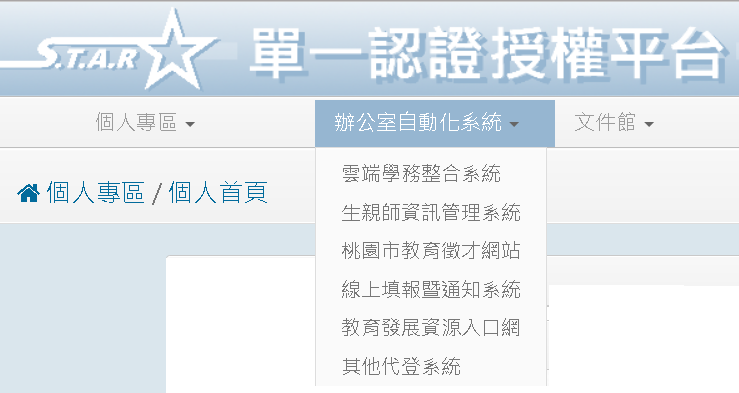 S.T.A.R 單一認證授權平台
個人專區 辦公室自動化系統 文件館
個人專區 / 個人首頁
雲端學務整合系統
生親師資訊管理系統
桃園市教育徵才網站
線上填報暨通知系統
教育發展資源入口網
其他代登系統